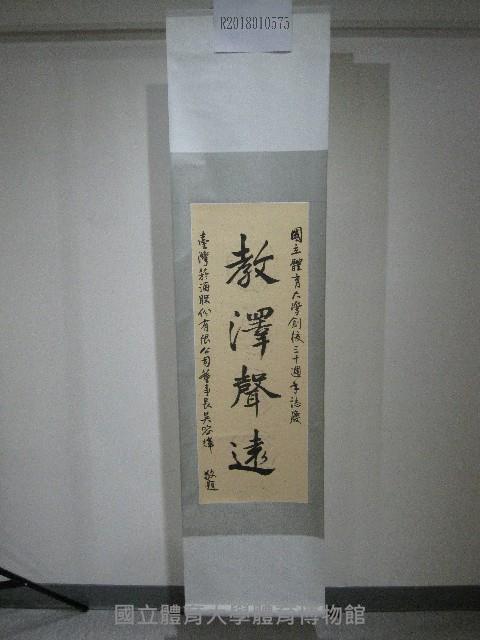 R2018010575
國立體育大學創校三十週年誌慶
教澤聲遠
臺灣菸酒股份有限公司董事長吳容輝
敬題
國立體育大學體育博物館